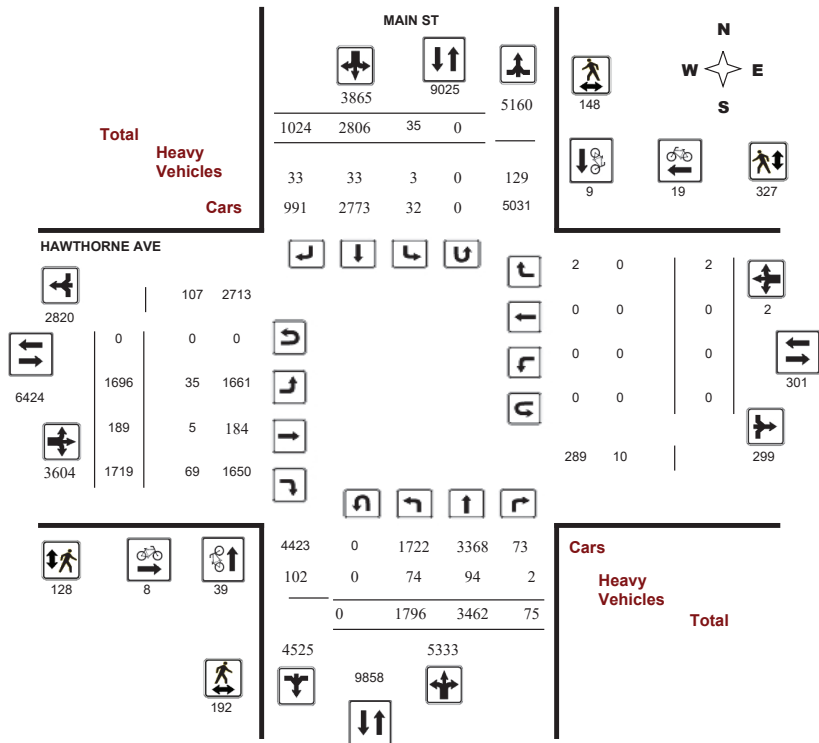 MAIN ST
N
W E
S
3865
9025
5160
148
1024 2806 35 0
Total
Heavy
Vehicles
Cars
33 33 3 0 129
991 2773 32 0 5031
9
19
327
HAWTHORNE AVE
2820
107 2713
0 0 0
6424
1696 35 1661
189 5 184
3604
1719 69 1650
2 0 2
2
0 0 0
0 0 0
301
0 0 0
289 10
299
4423 0 1722 3368 73
102 0 74 94 2
0 1796 3462 75
Cars
Heavy
Vehicles
Total
128
8
39
4525
5333
9858
192